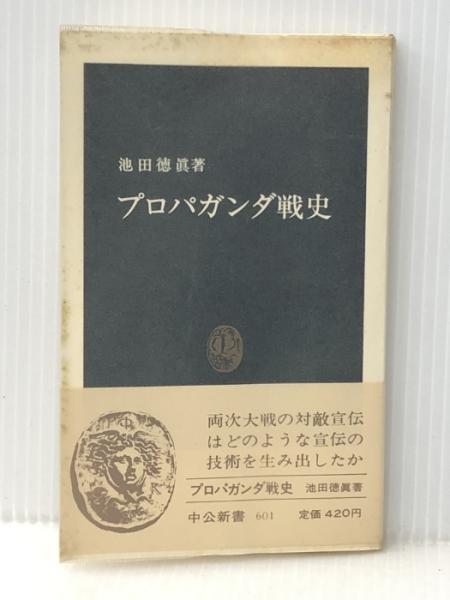 池田徳眞著
プロパガンダ戦史
両次大戦の対敵宣伝
はどのような宣伝の
技術を生み出したか
プロパガンダ戦史 池田徳眞著
中公新書 601 定価 420円